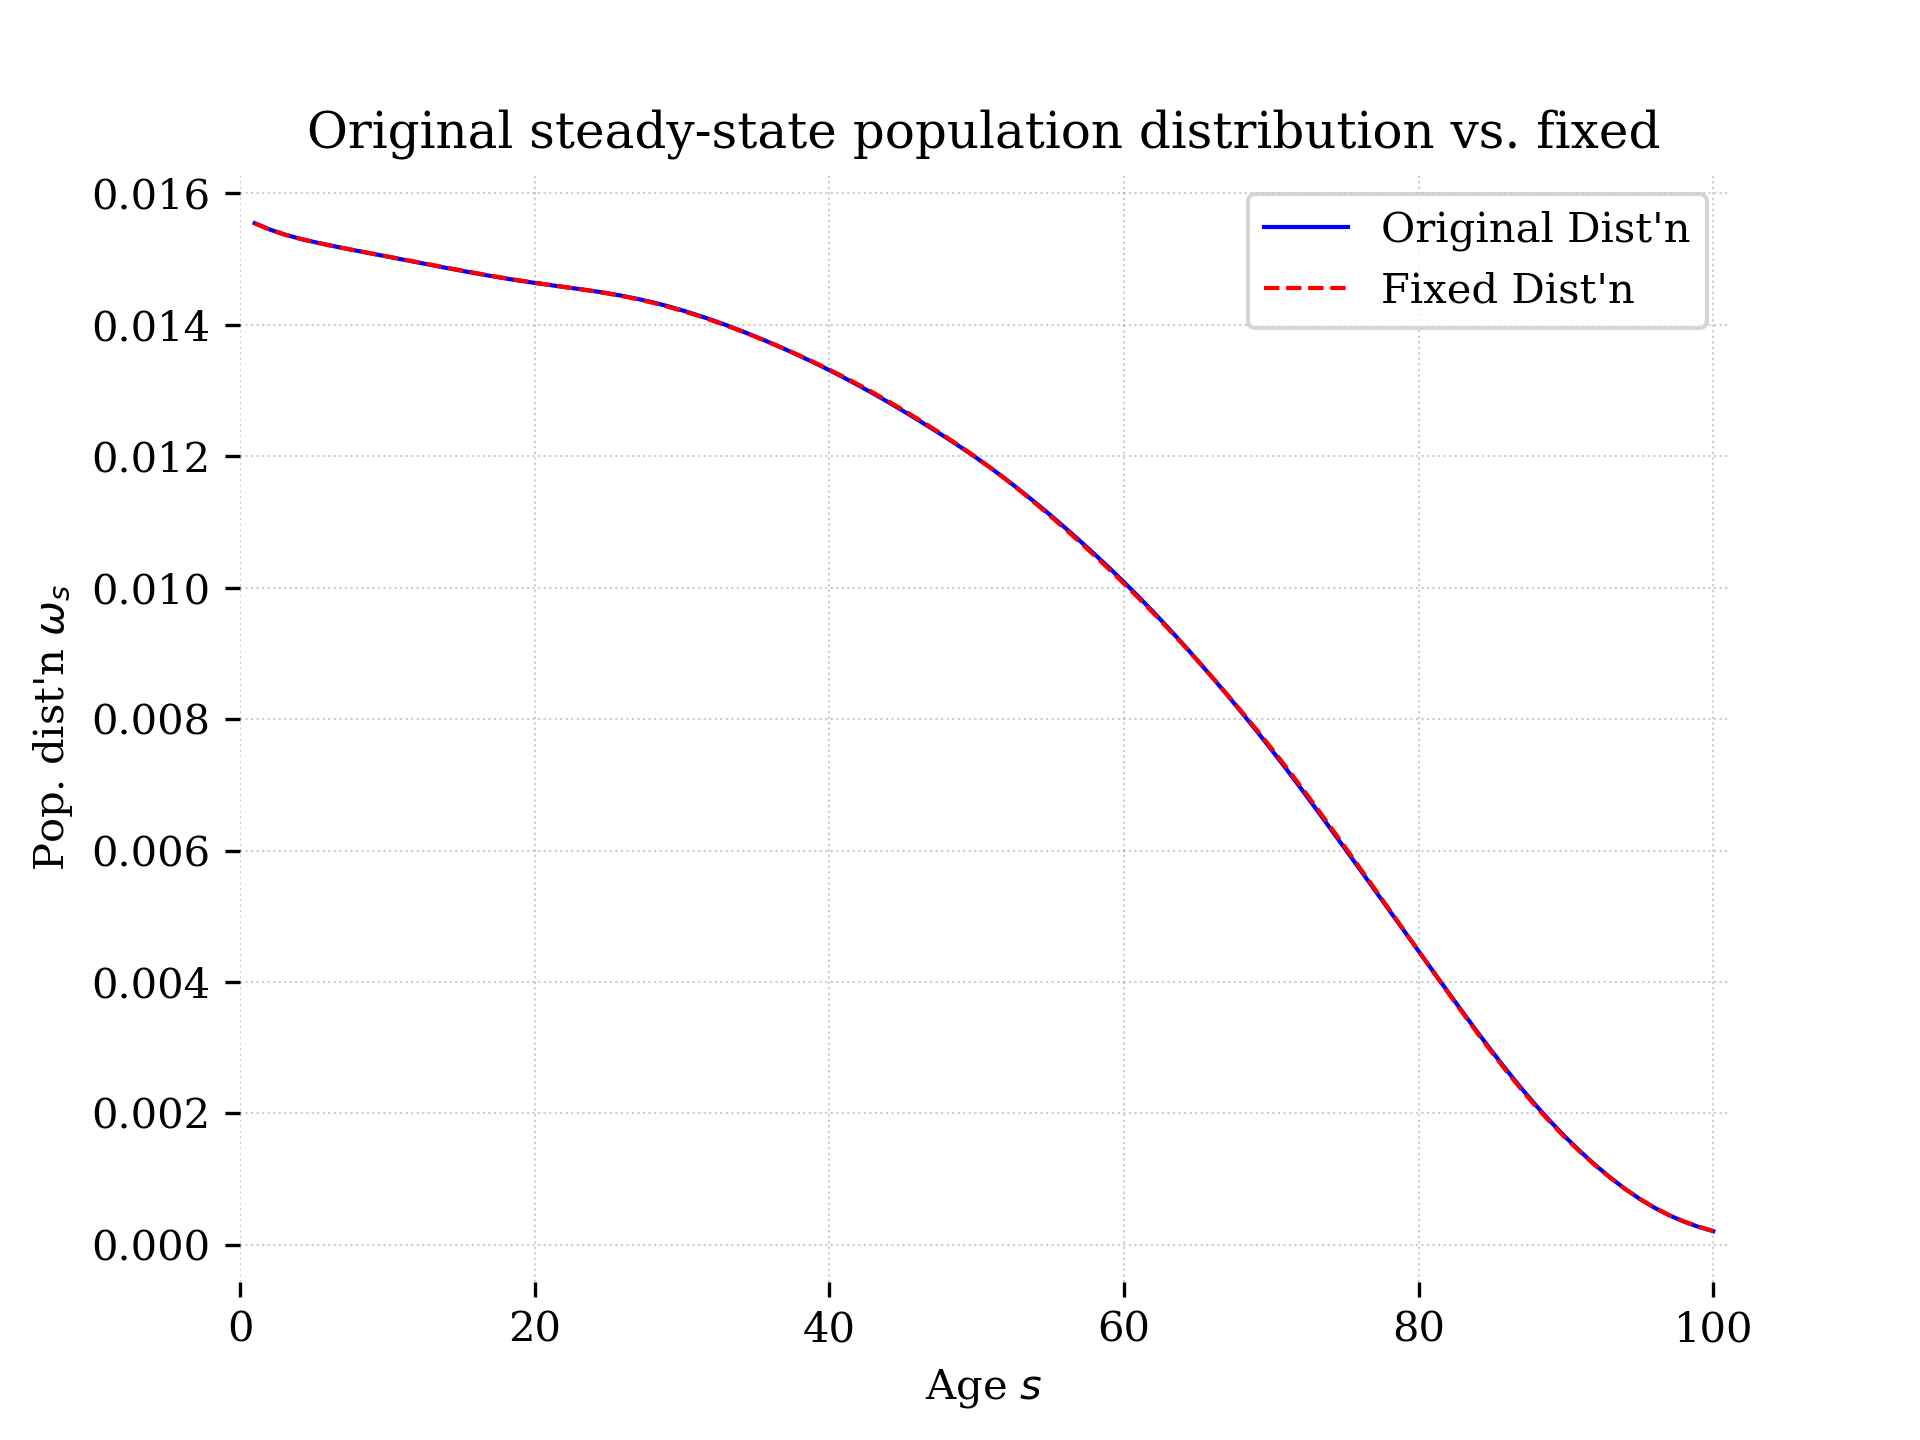 Original steady-state population distribution vs. fixed
Original Dist'n
Fixed Dist'n
0.016
0.014
0.012
0.010
0.008
0.006
0.004
0.002
0.000
Pop. dist'n ωₛ
0 20 40 60 80 100
Age s